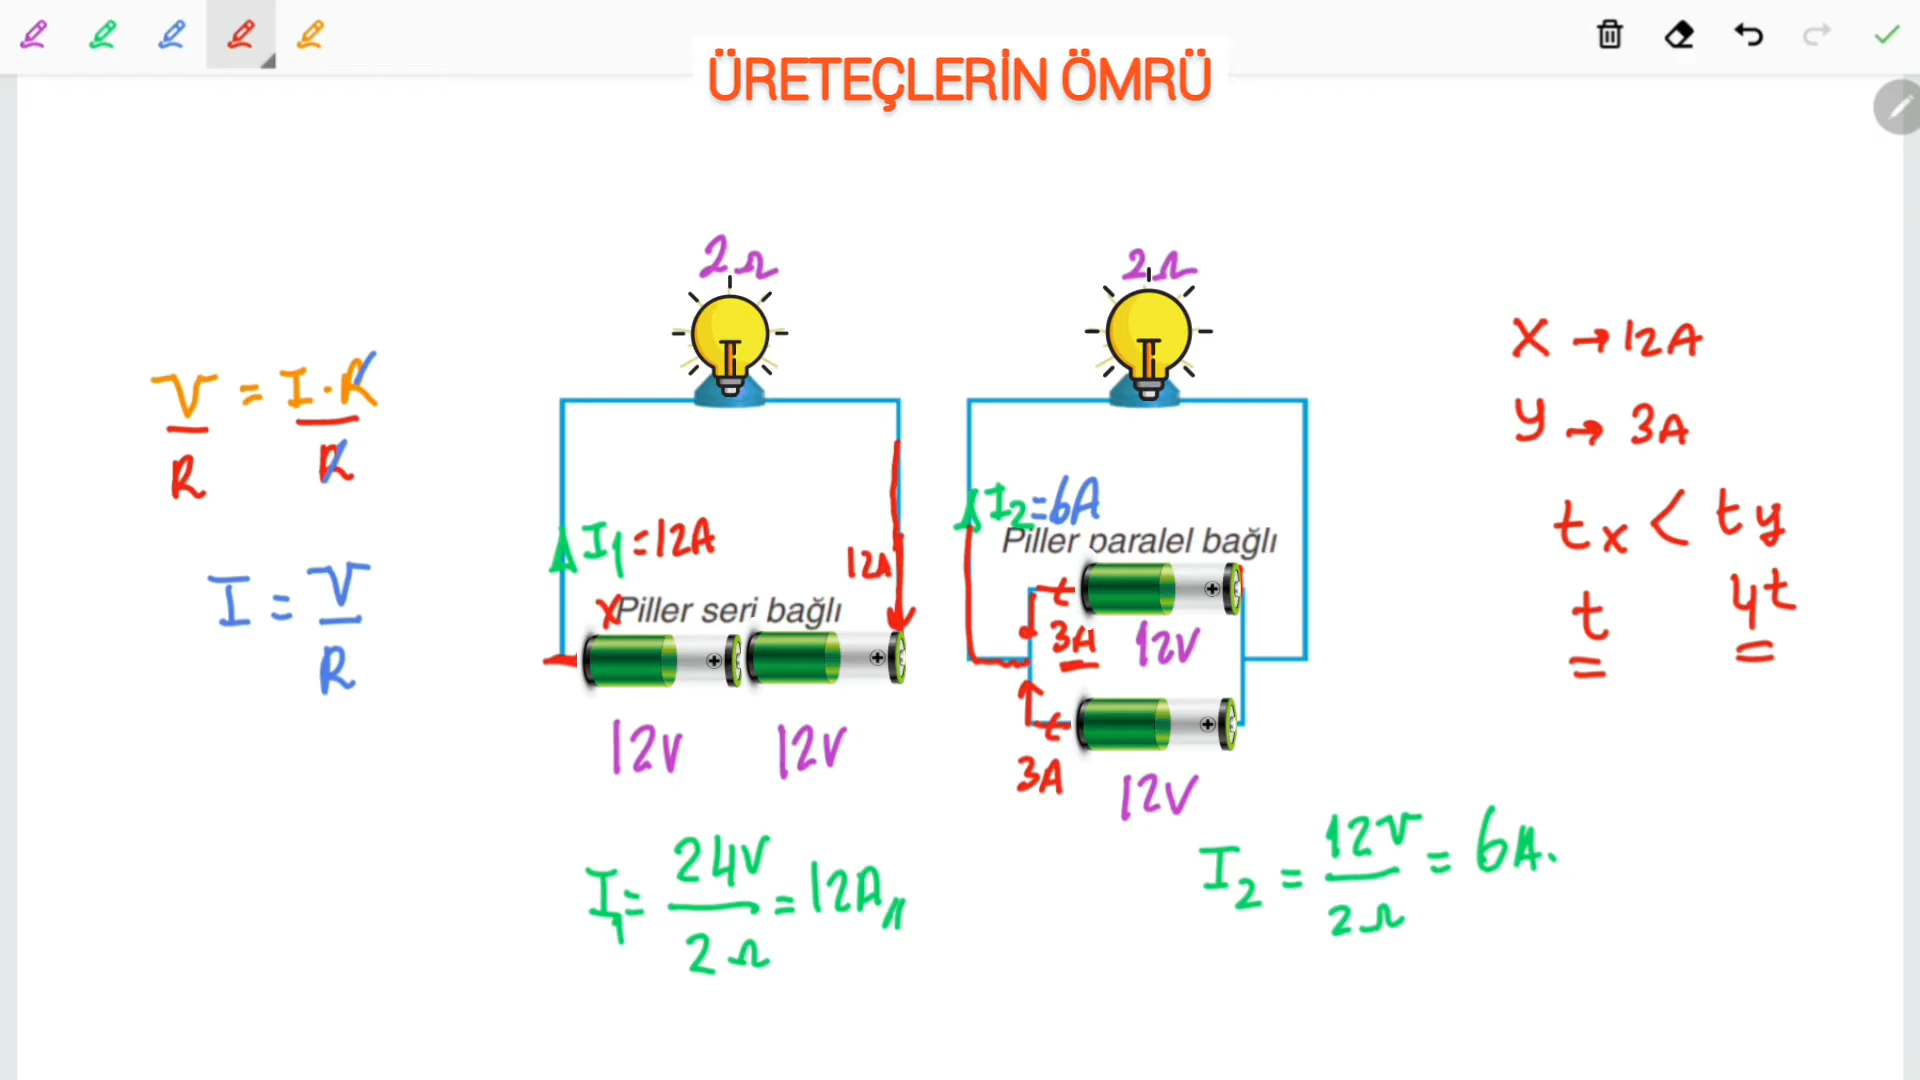 ÜRETEÇLERİN ÖMRÜ
2Ω
2Ω
V = I.R
R R
I = V
R
I1 = 12A
12A
X
Piller seri bağlı
12V 12V
I1 = 24V = 12A
2Ω
I2 = 6A
Piller paralel bağlı
3A
12V
3A
12V
I2 = 12V = 6A.
2Ω
X → 12A
y → 3A
tx < ty
t 4t